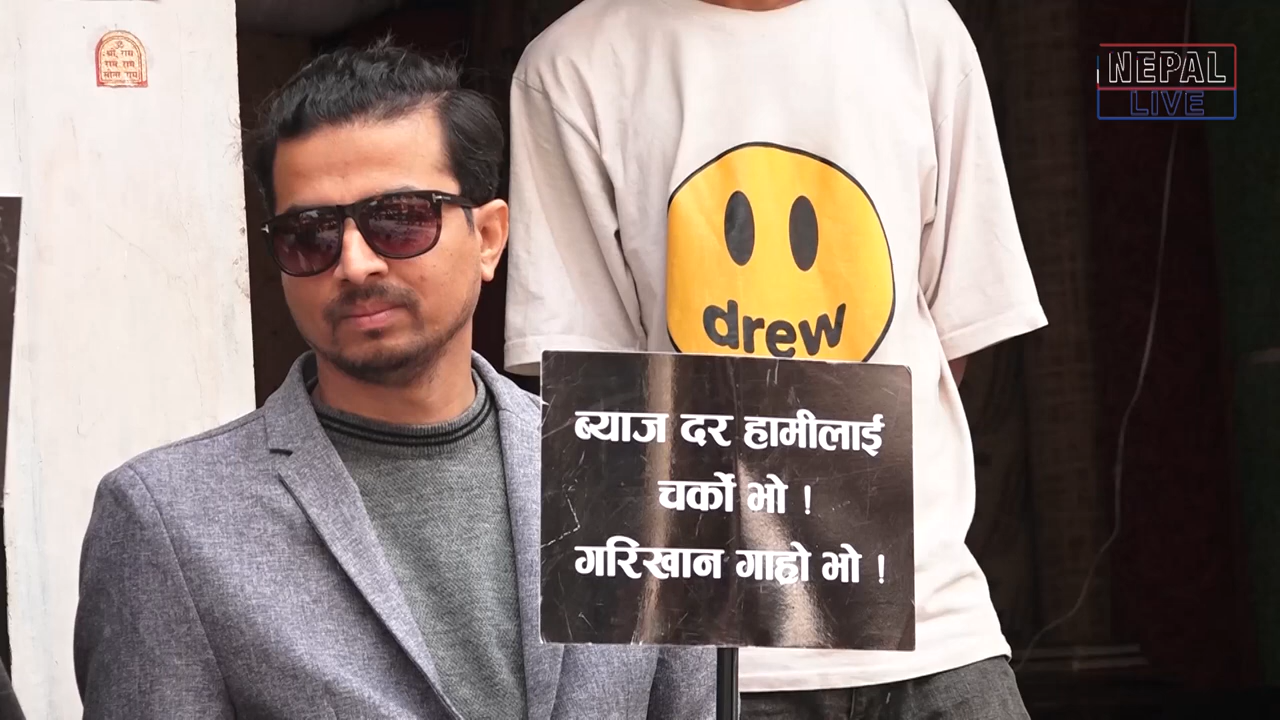 ॐ
NEPAL
LIVE
drew
ब्याज दर हामीलाई
चर्को भो !
गरिखान गाह्रो भो !